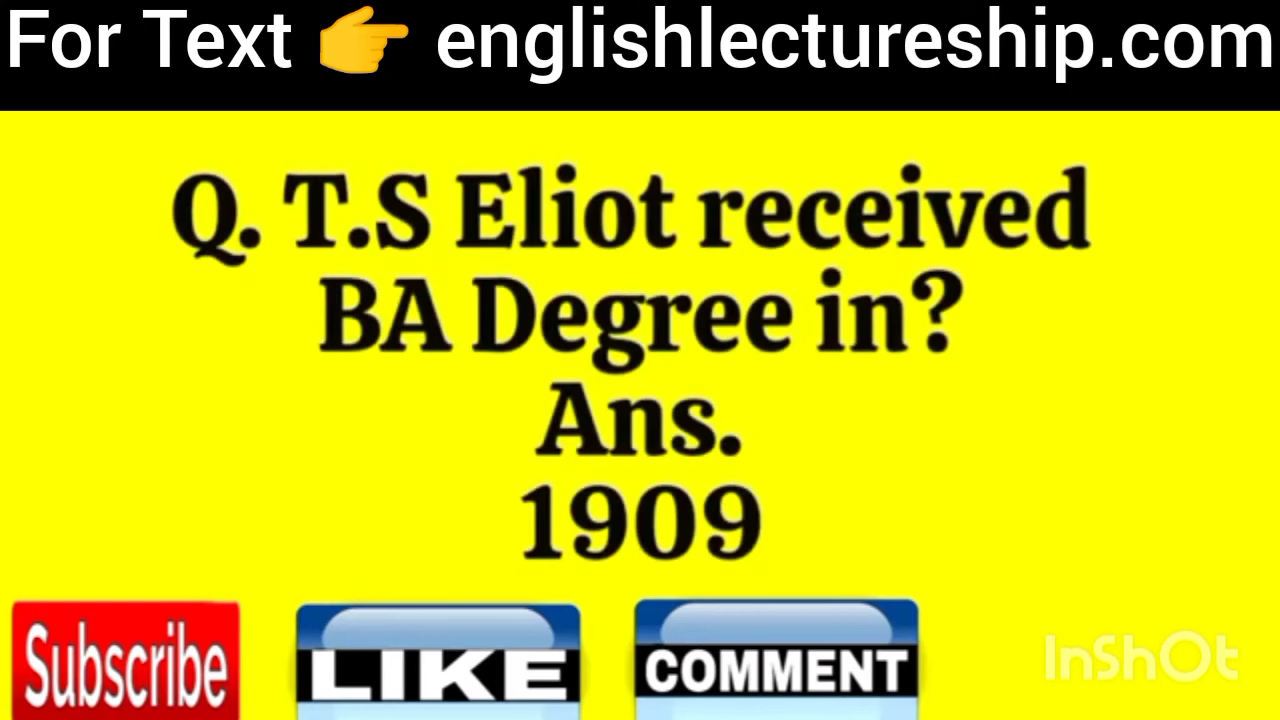 For Text 👉 englishlectureship.com
Q. T.S Eliot received
BA Degree in?
Ans.
1909
Subscribe LIKE COMMENT
InShOt